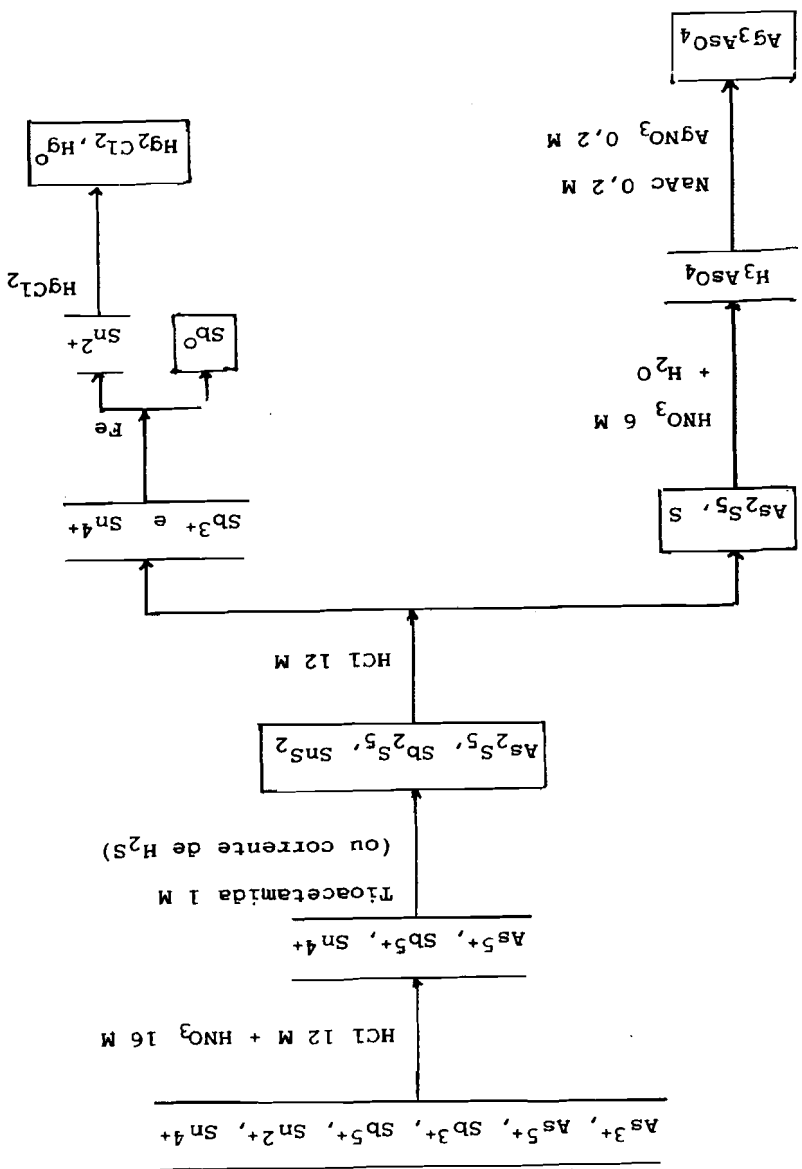 As3+, As5+, Sb3+, Sb5+, Sn2+, Sn4+
HCl 12 M + HNO3 16 M
As5+, Sb5+, Sn4+
Tioacetamida 1 M
(ou corrente de H2S)
As2S5, Sb2S5, SnS2
HCl 12 M
As2S5, S
HNO3 6 M
+ H2O
H3AsO4
NaAc 0,2 M
AgNO3 0,2 M
Ag3AsO4
Sb3+ e Sn4+
Fe
Sb0
Sn2+
HgCl2
Hg2Cl2, Hg0